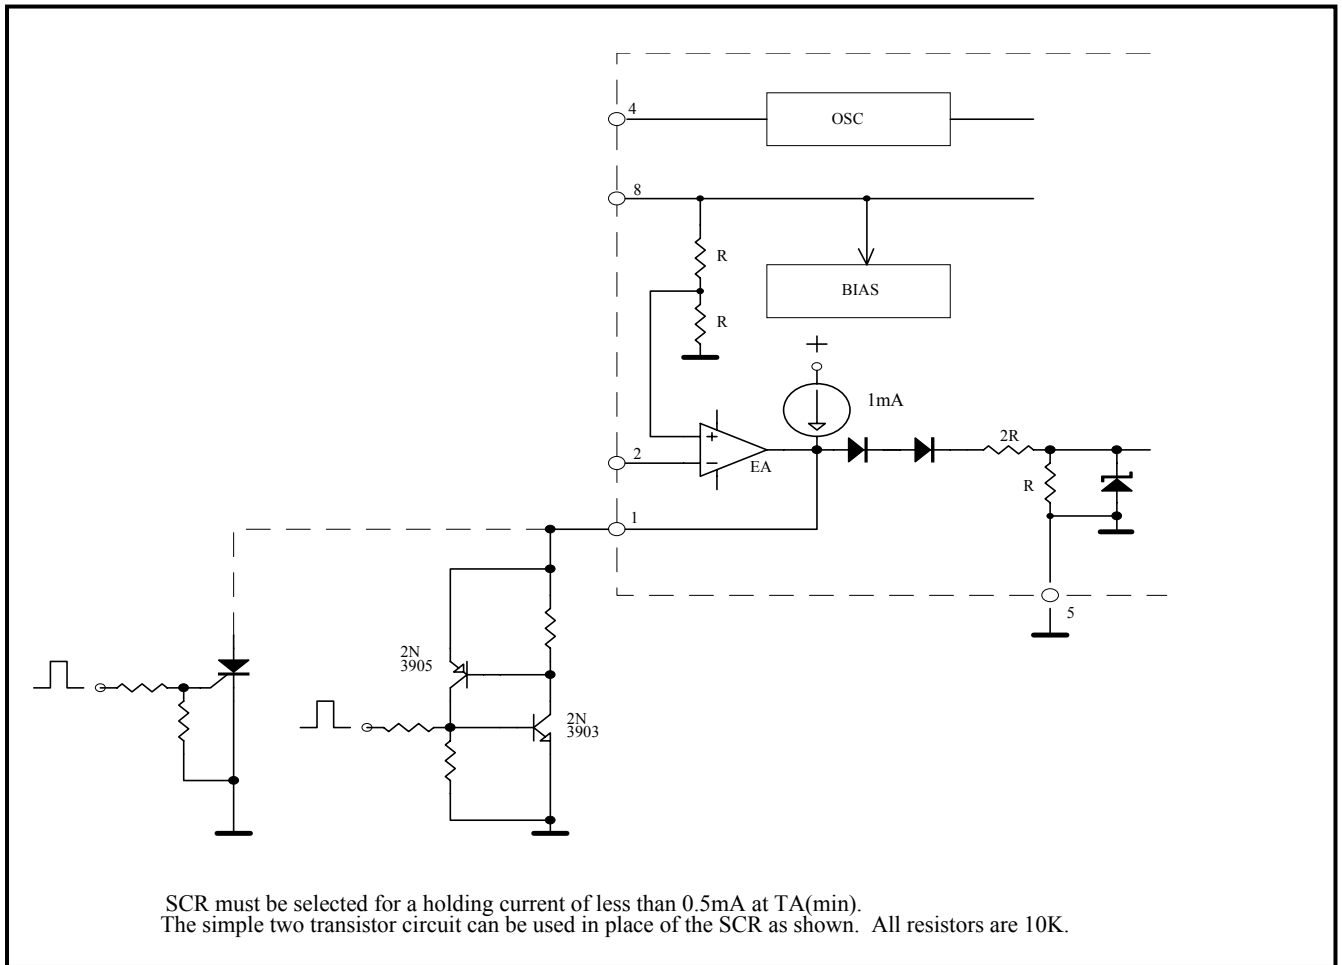 4
OSC
8
R
BIAS
R
+
1mA
2R
+
2
−
EA
R
1
5
2N
3905
2N
3903
SCR must be selected for a holding current of less than 0.5mA at TA(min).
The simple two transistor circuit can be used in place of the SCR as shown.  All resistors are 10K.